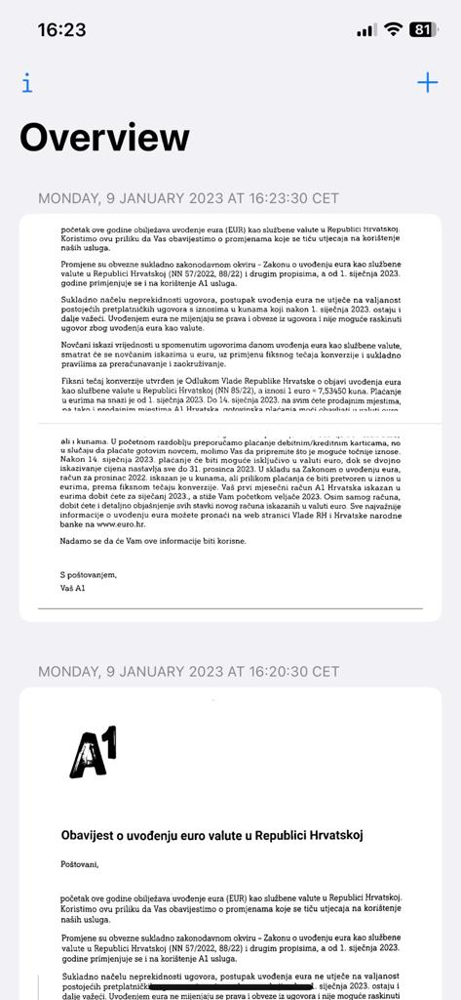 16:23
81
i
+
Overview
MONDAY, 9 JANUARY 2023 AT 16:23:30 CET
početak ove godine obilježava uvođenje eura (EUR) kao službene valute u Republici Hrvatskoj.
Koristimo ovu priliku da Vas obavijestimo o promjenama koje se tiču utjecaja na korištenje
naših usluga.
Promjene su obvezne sukladno zakonodavnom okviru – Zakonu o uvođenju eura kao službene
valute u Republici Hrvatskoj (NN 57/2022, 88/22) i drugim propisima, a od 1. siječnja 2023.
godine primjenjuje se i na korištenje A1 usluga.
Sukladno načelu neprekidnosti ugovora, postupak uvođenja eura ne utječe na valjanost
postojećih pretplatničkih ugovora s iznosima u kunama koji nakon 1. siječnja 2023. ostaju i
dalje važeći. Uvođenjem eura ne mijenjaju se prava i obveze iz ugovora i nije moguće raskinuti
ugovor zbog uvođenja eura kao valute.
Novčani iskazi vrijednosti u spomenutim ugovorima danom uvođenja eura kao službene valute,
smatrat će se novčanim iskazima u euru, uz primjenu fiksnog tečaja konverzije i sukladno
pravilima za preračunavanje i zaokruživanje.
Fiksni tečaj konverzije utvrđen je Odlukom Vlade Republike Hrvatske o objavi uvođenja eura
kao službene valute u Republici Hrvatskoj (NN 85/22), a iznosi 1 euro = 7,53450 kuna. Plaćanje
u eurima na snazi je od 1. siječnja 2023. Do 14. siječnja 2023. na svim ćete prodajnim mjestima,
pa tako i prodajnim mjestima A1 Hrvatska, gotovinska plaćanja moći obavljati u valuti euro,
ali i kunama. U početnom razdoblju preporučamo plaćanje debitnim/kreditnim karticama, no
u slučaju da plaćate gotovim novcem, molimo Vas da pripremite što je moguće točnije iznose.
Nakon 14. siječnja 2023. plaćanje će biti moguće isključivo u valuti euro, dok se dvojno
iskazivanje cijena nastavlja sve do 31. prosinca 2023. U skladu sa Zakonom o uvođenju eura,
račun za prosinac 2022. iskazan je u kunama, ali prilikom plaćanja će biti pretvoren u iznos u
eurima, prema fiksnom tečaju konverzije. Vaš prvi mjesečni račun A1 Hrvatska iskazan u
eurima dobit ćete za siječanj 2023., a stiže Vam početkom veljače 2023. Osim samog računa,
dobit ćete i detaljno objašnjenje svih stavki novog računa iskazanih u valuti euro. Sve najvažnije
informacije o uvođenju eura možete pronaći na web stranici Vlade RH i Hrvatske narodne
banke na www.euro.hr.
Nadamo se da će Vam ove informacije biti korisne.
S poštovanjem,
Vaš A1
MONDAY, 9 JANUARY 2023 AT 16:20:30 CET
A1
Obavijest o uvođenju euro valute u Republici Hrvatskoj
Poštovani,
početak ove godine obilježava uvođenje eura (EUR) kao službene valute u Republici Hrvatskoj.
Koristimo ovu priliku da Vas obavijestimo o promjenama koje se tiču utjecaja na korištenje
naših usluga.
Promjene su obvezne sukladno zakonodavnom okviru – Zakonu o uvođenju eura kao službene
valute u Republici Hrvatskoj (NN 57/2022, 88/22) i drugim propisima, a od 1. siječnja 2023.
godine primjenjuje se i na korištenje A1 usluga.
Sukladno načelu neprekidnosti ugovora, postupak uvođenja eura ne utječe na valjanost
postojećih 1. siječnja 2023. ostaju i
dalje važeći. Uvođenjem eura ne mijenjaju se prava i obveze iz ugovora i nije moguće raskinuti